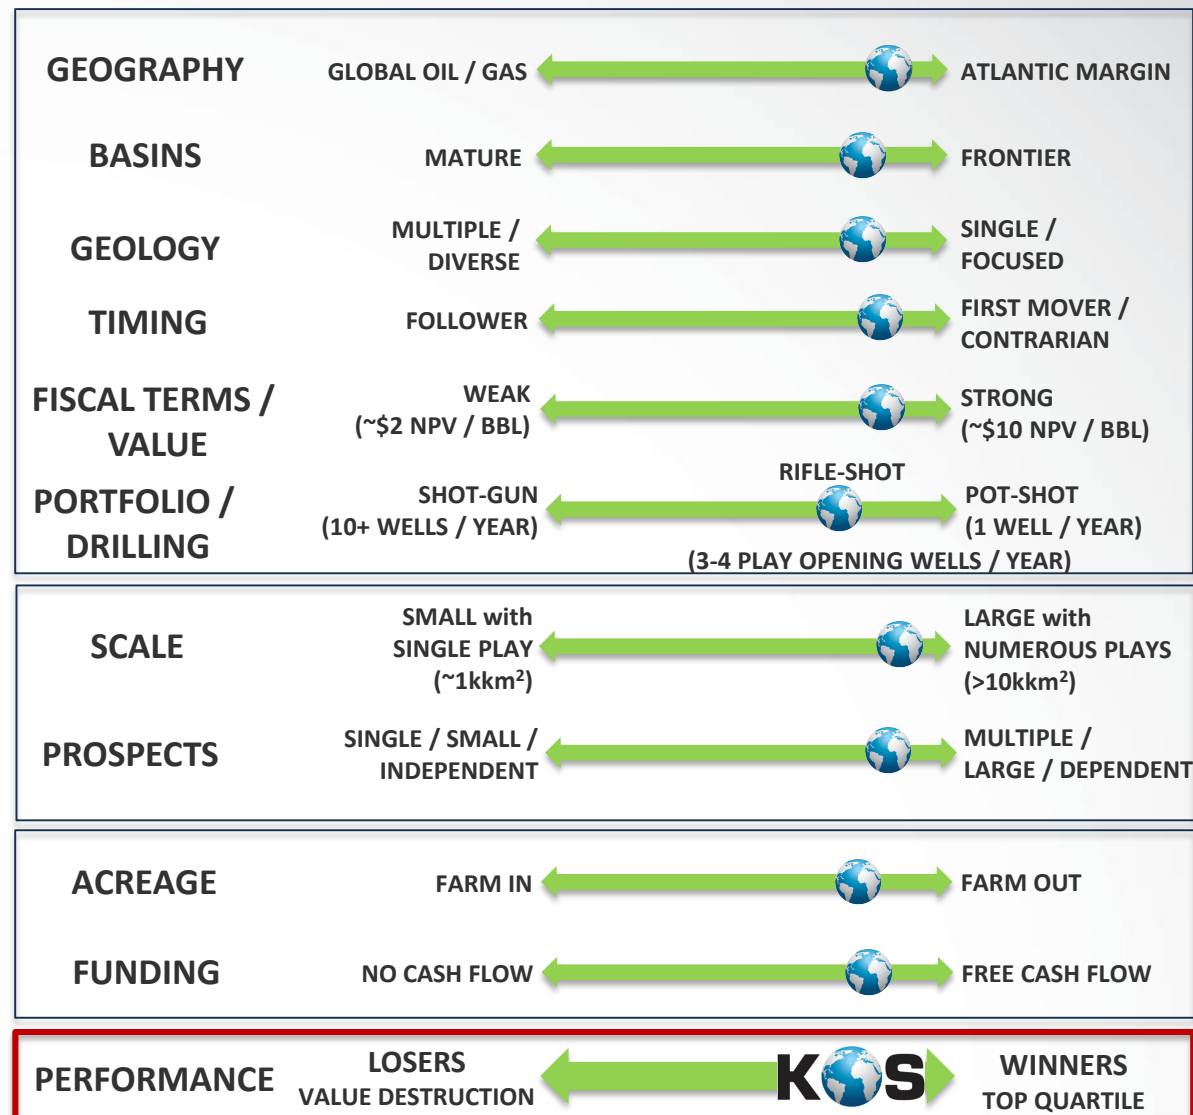 GEOGRAPHY
GLOBAL OIL / GAS
ATLANTIC MARGIN
BASINS
MATURE
FRONTIER
GEOLOGY
MULTIPLE /
DIVERSE
SINGLE /
FOCUSED
TIMING
FOLLOWER
FIRST MOVER /
CONTRARIAN
FISCAL TERMS /
VALUE
WEAK
(~$2 NPV / BBL)
STRONG
(~$10 NPV / BBL)
PORTFOLIO /
DRILLING
SHOT-GUN
(10+ WELLS / YEAR)
RIFLE-SHOT
(3-4 PLAY OPENING WELLS / YEAR)
POT-SHOT
(1 WELL / YEAR)
SCALE
SMALL with
SINGLE PLAY
(~1kkm²)
LARGE with
NUMEROUS PLAYS
(>10kkm²)
PROSPECTS
SINGLE / SMALL /
INDEPENDENT
MULTIPLE /
LARGE / DEPENDENT
ACREAGE
FARM IN
FARM OUT
FUNDING
NO CASH FLOW
FREE CASH FLOW
PERFORMANCE
LOSERS
VALUE DESTRUCTION
KOS
WINNERS
TOP QUARTILE